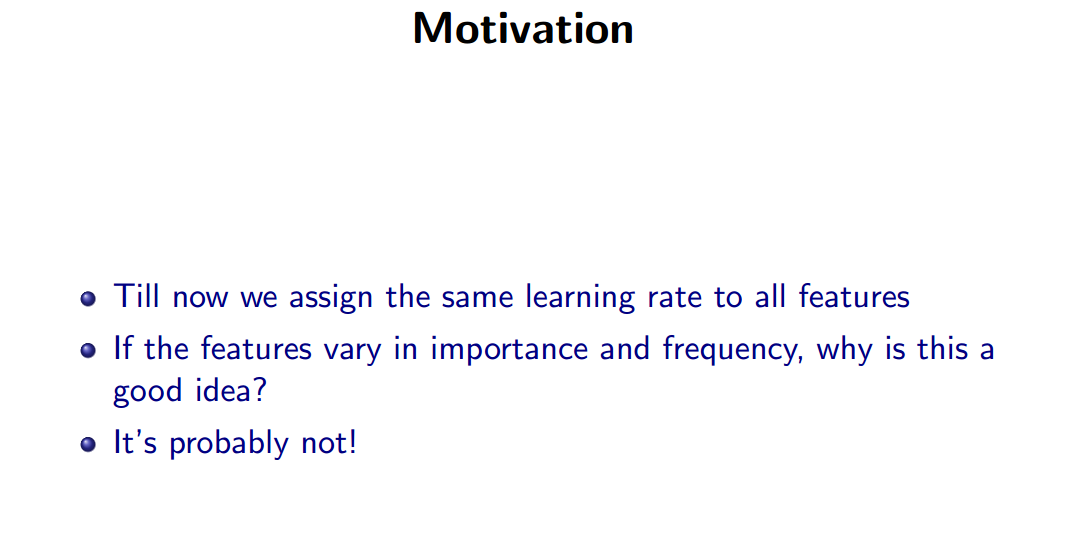 Motivation
Till now we assign the same learning rate to all features
If the features vary in importance and frequency, why is this a
good idea?
It's probably not!